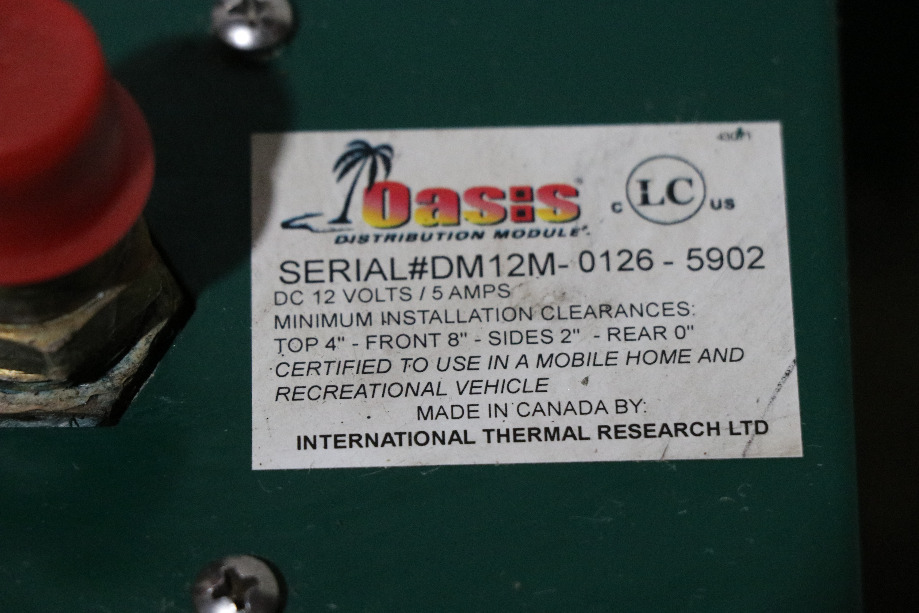 Oasis
DISTRIBUTION MODULE
C LC US
SERIAL#DM12M- 0126 - 5902
DC 12 VOLTS / 5 AMPS
MINIMUM INSTALLATION CLEARANCES:
TOP 4" - FRONT 8" - SIDES 2" - REAR 0"
CERTIFIED TO USE IN A MOBILE HOME AND
RECREATIONAL VEHICLE
MADE IN CANADA BY:
INTERNATIONAL THERMAL RESEARCH LTD